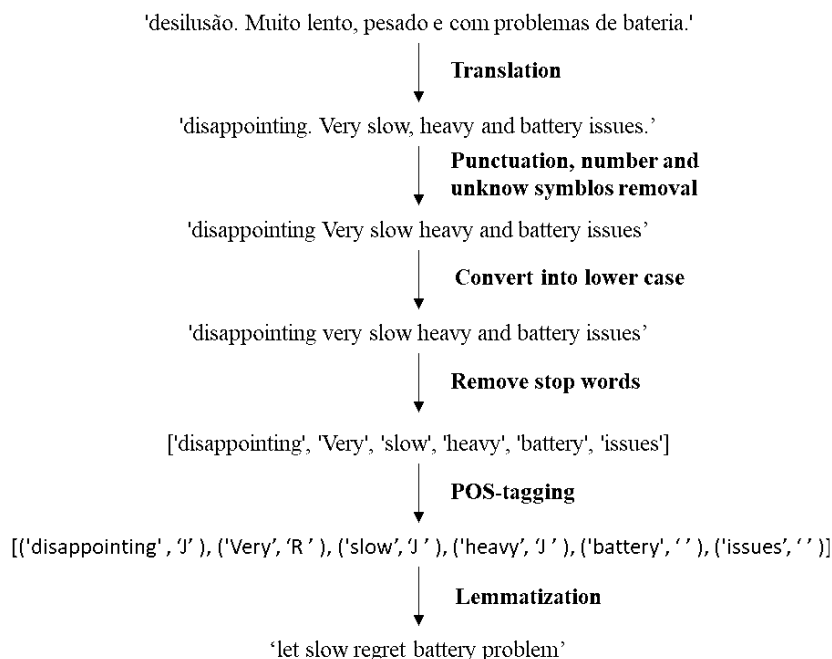 'desilusão. Muito lento, pesado e com problemas de bateria.'
Translation
'disappointing. Very slow, heavy and battery issues.’
Punctuation, number and
unknow symblos removal
'disappointing Very slow heavy and battery issues’
Convert into lower case
'disappointing very slow heavy and battery issues’
Remove stop words
['disappointing', 'Very', 'slow', 'heavy', 'battery', 'issues']
POS-tagging
[('disappointing' , ‘J’ ), (‘Very’, ‘R ’ ), ('slow’, ‘J ’ ), ('heavy’, ‘J ’ ), ('battery', ‘ ’ ), ('issues’, ‘ ’ )]
Lemmatization
‘let slow regret battery problem’